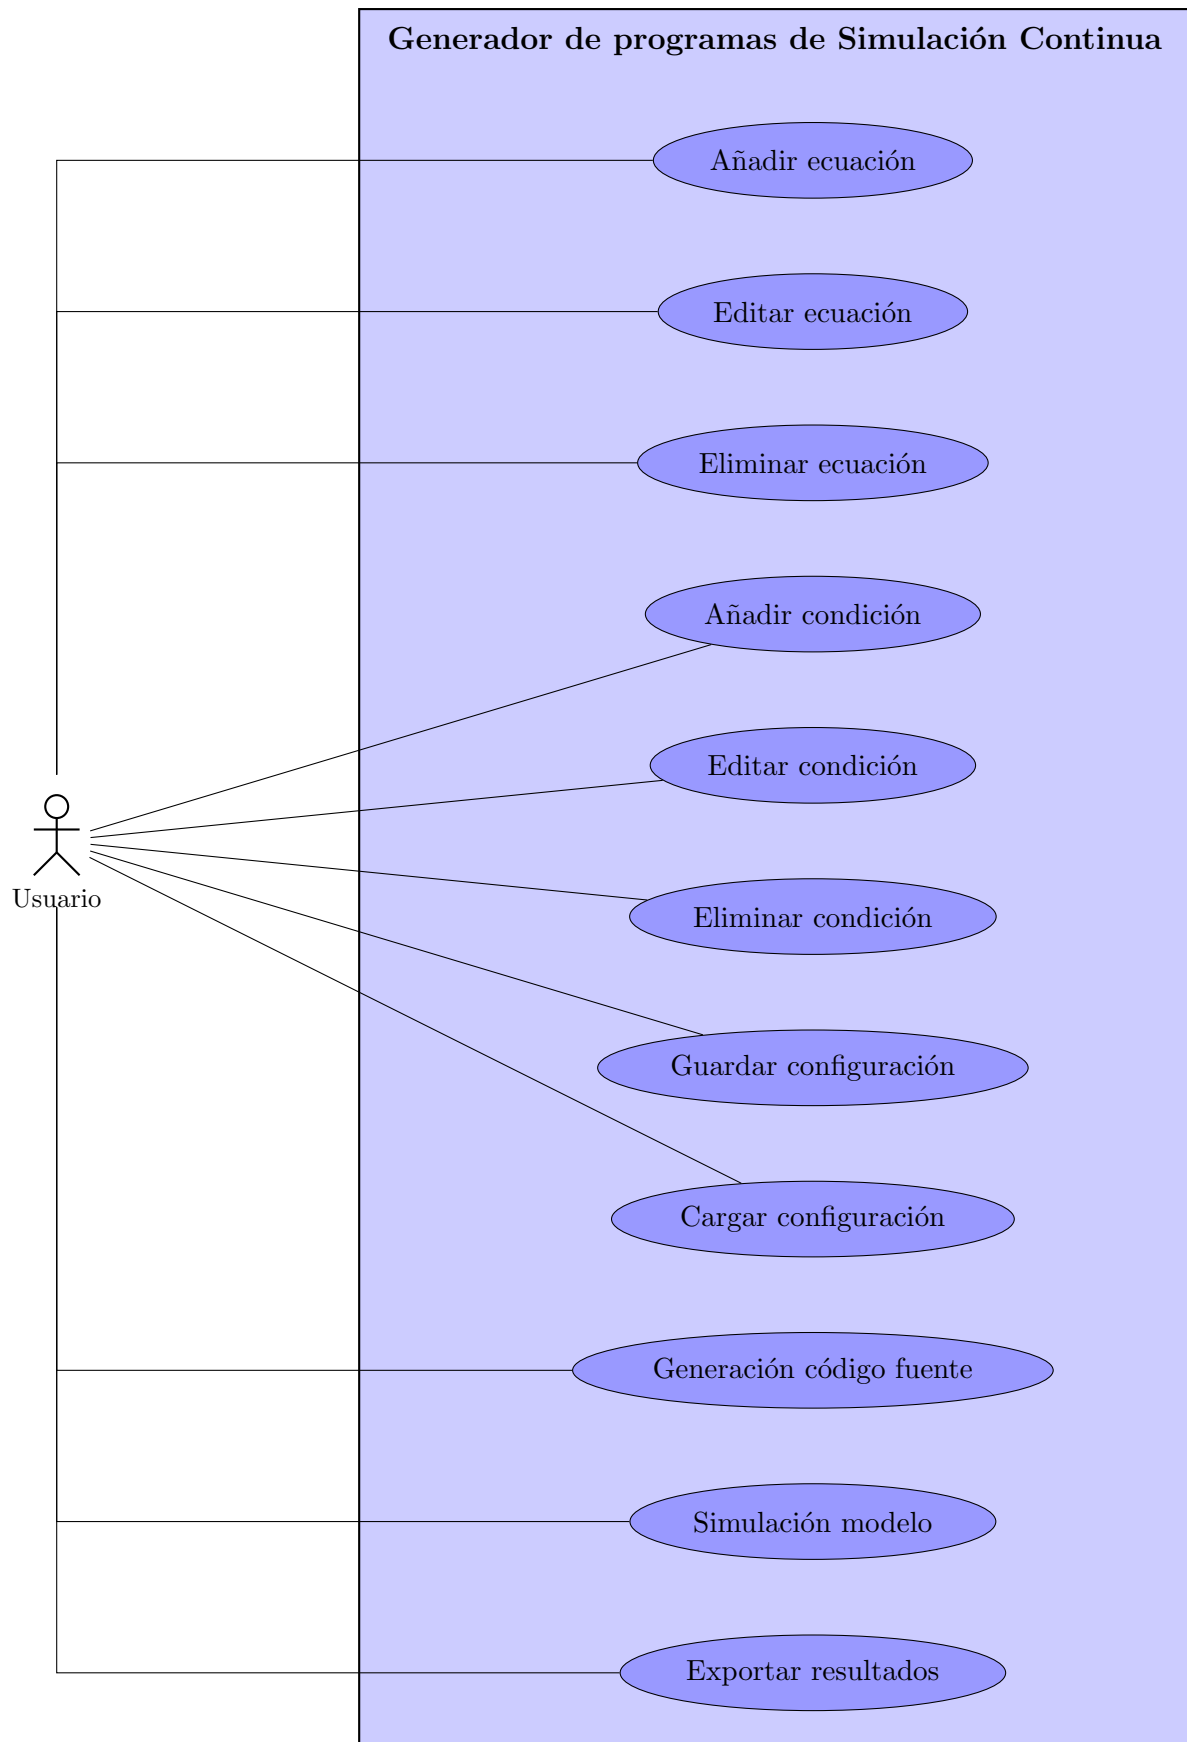 Generador de programas de Simulación Continua
Añadir ecuación
Editar ecuación
Eliminar ecuación
Añadir condición
Editar condición
Usuario
Eliminar condición
Guardar configuración
Cargar configuración
Generación código fuente
Simulación modelo
Exportar resultados